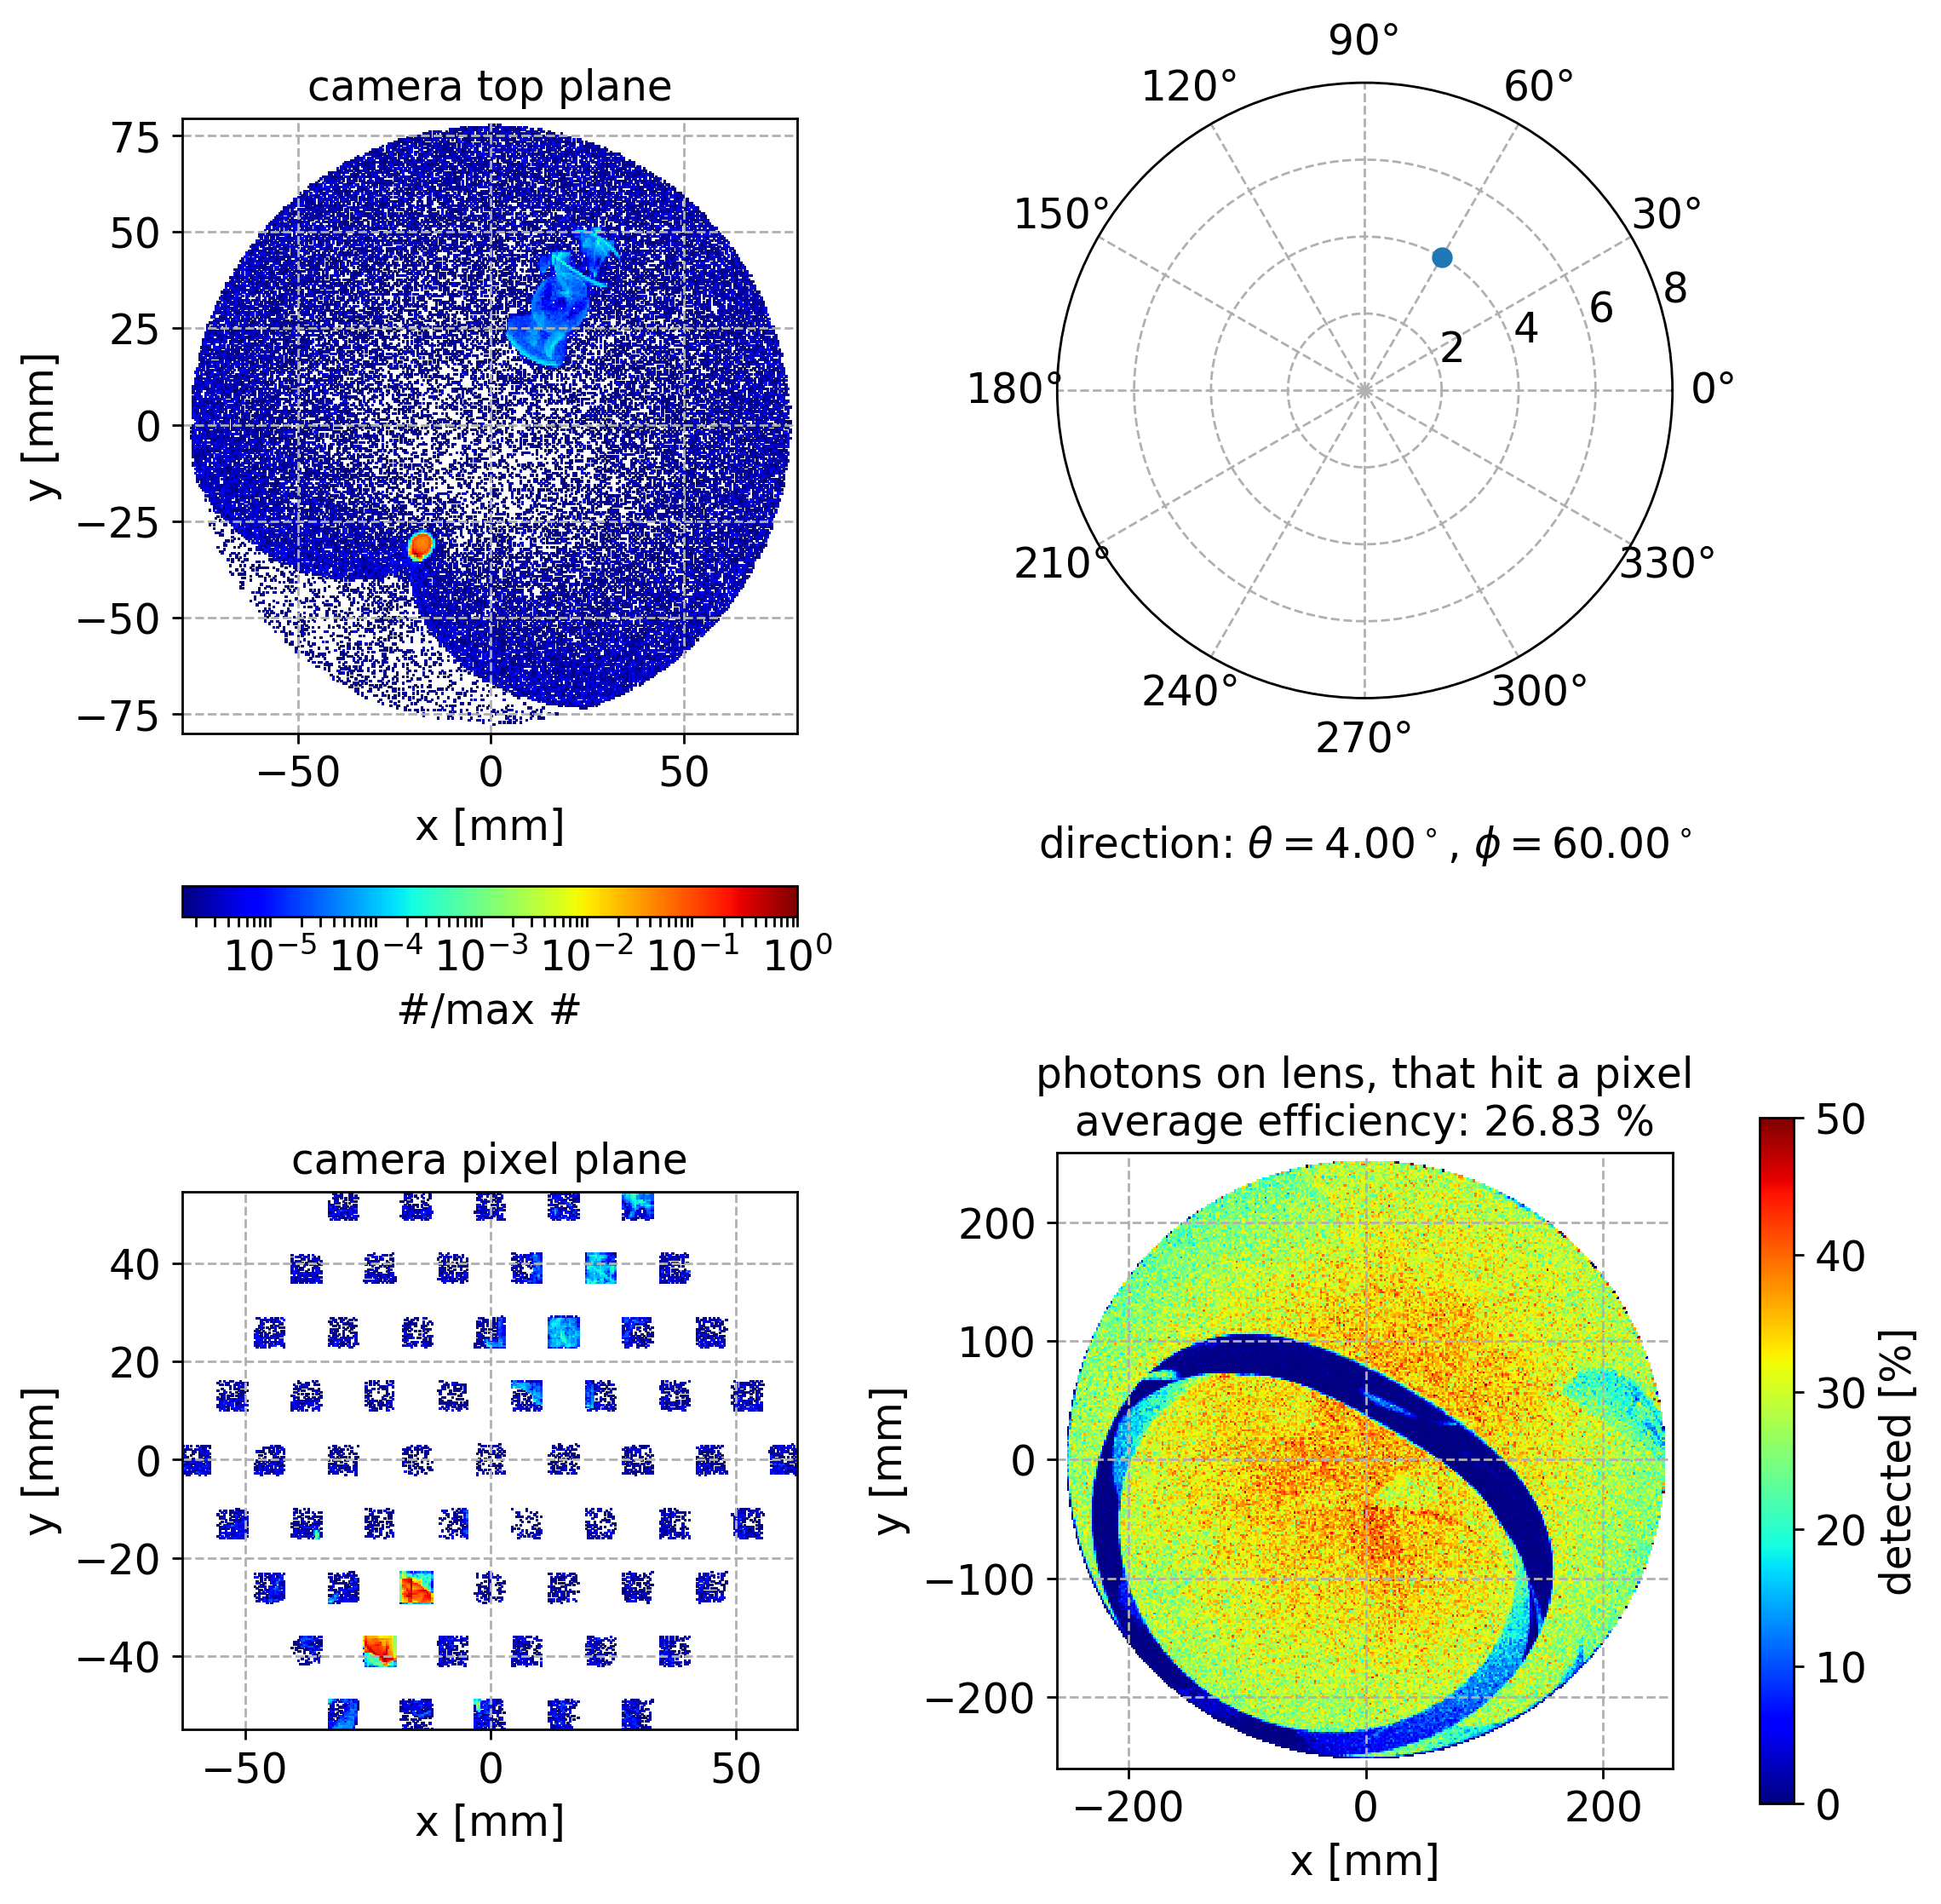 camera top plane
y [mm]
75
50
25
0
−25
−50
−75
−50 0 50
x [mm]
10⁻⁵ 10⁻⁴ 10⁻³ 10⁻² 10⁻¹ 10⁰
#/max #
90°
120° 60°
150° 30°
180° 0°
210° 330°
240° 300°
270°
2 4 6 8
direction: θ = 4.00°, ϕ = 60.00°
camera pixel plane
y [mm]
40
20
0
−20
−40
−50 0 50
x [mm]
photons on lens, that hit a pixel
average efficiency: 26.83 %
y [mm]
200
100
0
−100
−200
−200 0 200
x [mm]
50
40
30
20
10
0
detected [%]